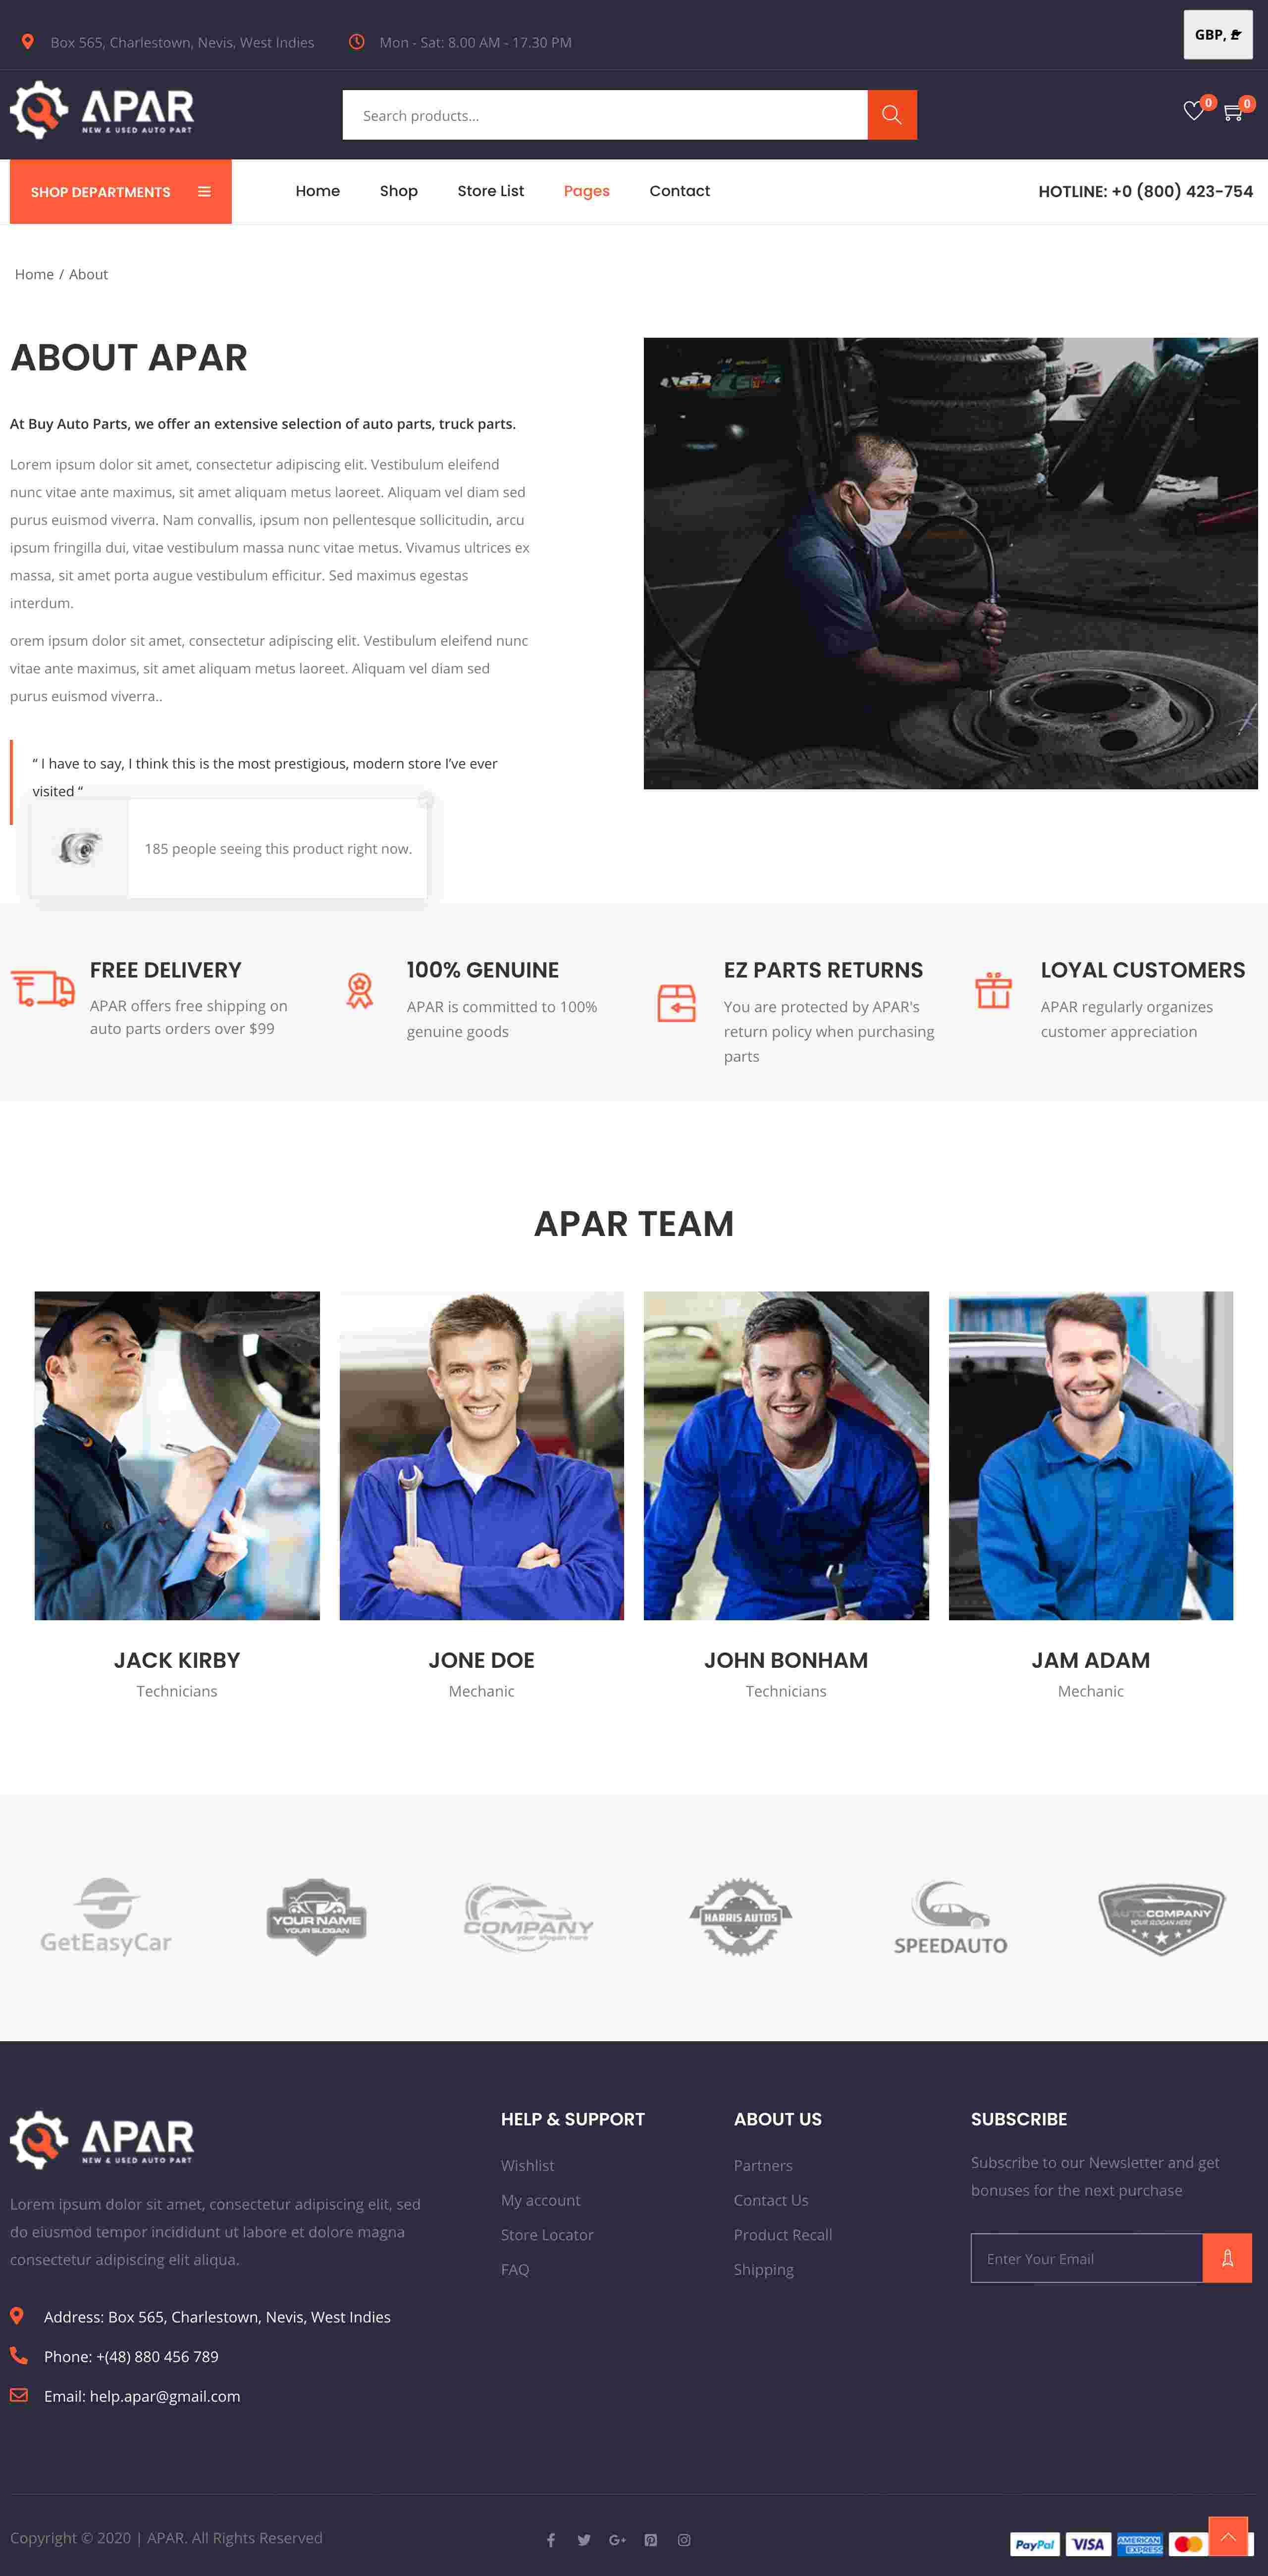 Box 565, Charlestown, Nevis, West Indies
Mon - Sat: 8.00 AM - 17.30 PM
GBP, £
APAR
NEW & USED AUTO PART
Search products...
0
0
SHOP DEPARTMENTS
Home
Shop
Store List
Pages
Contact
HOTLINE: +0 (800) 423-754
Home / About
ABOUT APAR
At Buy Auto Parts, we offer an extensive selection of auto parts, truck parts.
Lorem ipsum dolor sit amet, consectetur adipiscing elit. Vestibulum eleifend
nunc vitae ante maximus, sit amet aliquam metus laoreet. Aliquam vel diam sed
purus euismod viverra. Nam convallis, ipsum non pellentesque sollicitudin, arcu
ipsum fringilla dui, vitae vestibulum massa nunc vitae metus. Vivamus ultrices ex
massa, sit amet porta augue vestibulum efficitur. Sed maximus egestas
interdum.
orem ipsum dolor sit amet, consectetur adipiscing elit. Vestibulum eleifend nunc
vitae ante maximus, sit amet aliquam metus laoreet. Aliquam vel diam sed
purus euismod viverra..
“ I have to say, I think this is the most prestigious, modern store I’ve ever
visited “
185 people seeing this product right now.
FREE DELIVERY
APAR offers free shipping on
auto parts orders over $99
100% GENUINE
APAR is committed to 100%
genuine goods
EZ PARTS RETURNS
You are protected by APAR's
return policy when purchasing
parts
LOYAL CUSTOMERS
APAR regularly organizes
customer appreciation
APAR TEAM
JACK KIRBY
Technicians
JONE DOE
Mechanic
JOHN BONHAM
Technicians
JAM ADAM
Mechanic
GetEasyCar
YOUR NAME
YOUR SLOGAN
COMPANY
your slogan here
HARRIS AUTOS
SPEEDAUTO
AUTOCOMPANY
YOUR SLOGAN HERE
APAR
NEW & USED AUTO PART
Lorem ipsum dolor sit amet, consectetur adipiscing elit, sed
do eiusmod tempor incididunt ut labore et dolore magna
consectetur adipiscing elit aliqua.
Address: Box 565, Charlestown, Nevis, West Indies
Phone: +(48) 880 456 789
Email: help.apar@gmail.com
HELP & SUPPORT
Wishlist
My account
Store Locator
FAQ
ABOUT US
Partners
Contact Us
Product Recall
Shipping
SUBSCRIBE
Subscribe to our Newsletter and get
bonuses for the next purchase
Enter Your Email
Copyright © 2020 | APAR. All Rights Reserved
PayPal
VISA
AMERICAN
EXPRESS